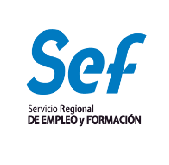 Sef
Servicio Regional
DE EMPLEO y FORMACIÓN